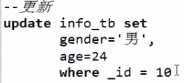 --更新
update info_tb set
gender='男',
age=24
where _id = 10